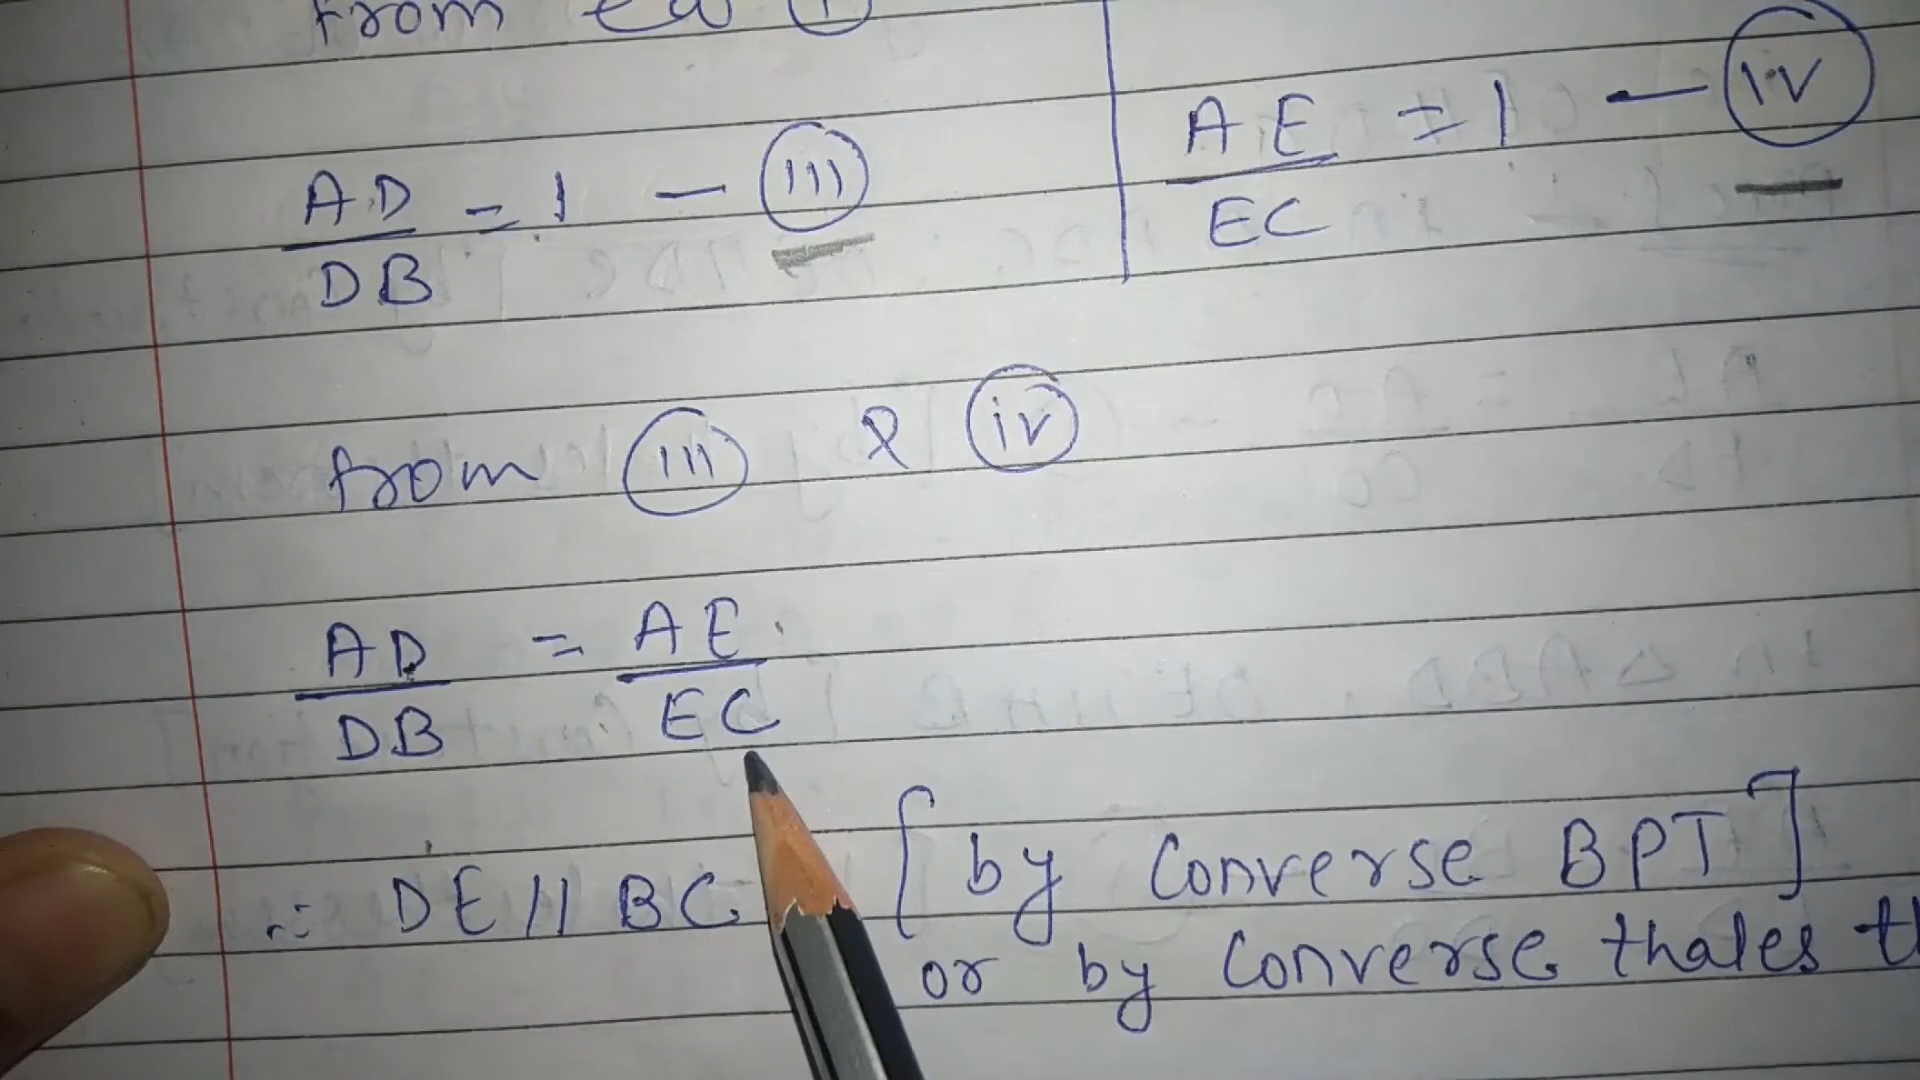 from eq (i)
AD/DB = 1 — (iii)
AE/EC = 1 — (iv)
from (iii) & (iv)
AD/DB = AE/EC
∴ DE || BC [by Converse BPT]
or by Converse thales